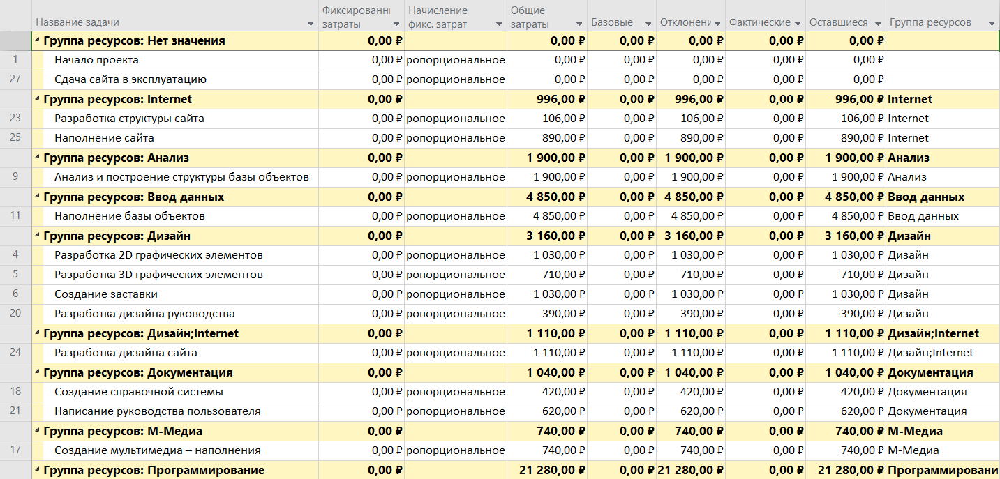 Название задачи Фиксированны затраты Начисление фикс. затрат Общие затраты Базовые Отклонени Фактические Оставшиеся Группа ресурсов
Группа ресурсов: Нет значения 0,00 ₽ 0,00 ₽ 0,00 ₽ 0,00 ₽ 0,00 ₽ 0,00 ₽
1 Начало проекта 0,00 ₽ ропорциональное 0,00 ₽ 0,00 ₽ 0,00 ₽ 0,00 ₽ 0,00 ₽
27 Сдача сайта в эксплуатацию 0,00 ₽ ропорциональное 0,00 ₽ 0,00 ₽ 0,00 ₽ 0,00 ₽ 0,00 ₽
Группа ресурсов: Internet 0,00 ₽ 996,00 ₽ 0,00 ₽ 996,00 ₽ 0,00 ₽ 996,00 ₽ Internet
23 Разработка структуры сайта 0,00 ₽ ропорциональное 106,00 ₽ 0,00 ₽ 106,00 ₽ 0,00 ₽ 106,00 ₽ Internet
25 Наполнение сайта 0,00 ₽ ропорциональное 890,00 ₽ 0,00 ₽ 890,00 ₽ 0,00 ₽ 890,00 ₽ Internet
Группа ресурсов: Анализ 0,00 ₽ 1 900,00 ₽ 0,00 ₽ 1 900,00 ₽ 0,00 ₽ 1 900,00 ₽ Анализ
9 Анализ и построение структуры базы объектов 0,00 ₽ ропорциональное 1 900,00 ₽ 0,00 ₽ 1 900,00 ₽ 0,00 ₽ 1 900,00 ₽ Анализ
Группа ресурсов: Ввод данных 0,00 ₽ 4 850,00 ₽ 0,00 ₽ 4 850,00 ₽ 0,00 ₽ 4 850,00 ₽ Ввод данных
11 Наполнение базы объектов 0,00 ₽ ропорциональное 4 850,00 ₽ 0,00 ₽ 4 850,00 ₽ 0,00 ₽ 4 850,00 ₽ Ввод данных
Группа ресурсов: Дизайн 0,00 ₽ 3 160,00 ₽ 0,00 ₽ 3 160,00 ₽ 0,00 ₽ 3 160,00 ₽ Дизайн
4 Разработка 2D графических элементов 0,00 ₽ ропорциональное 1 030,00 ₽ 0,00 ₽ 1 030,00 ₽ 0,00 ₽ 1 030,00 ₽ Дизайн
5 Разработка 3D графических элементов 0,00 ₽ ропорциональное 710,00 ₽ 0,00 ₽ 710,00 ₽ 0,00 ₽ 710,00 ₽ Дизайн
6 Создание заставки 0,00 ₽ ропорциональное 1 030,00 ₽ 0,00 ₽ 1 030,00 ₽ 0,00 ₽ 1 030,00 ₽ Дизайн
20 Разработка дизайна руководства 0,00 ₽ ропорциональное 390,00 ₽ 0,00 ₽ 390,00 ₽ 0,00 ₽ 390,00 ₽ Дизайн
Группа ресурсов: Дизайн;Internet 0,00 ₽ 1 110,00 ₽ 0,00 ₽ 1 110,00 ₽ 0,00 ₽ 1 110,00 ₽ Дизайн;Internet
24 Разработка дизайна сайта 0,00 ₽ ропорциональное 1 110,00 ₽ 0,00 ₽ 1 110,00 ₽ 0,00 ₽ 1 110,00 ₽ Дизайн;Internet
Группа ресурсов: Документация 0,00 ₽ 1 040,00 ₽ 0,00 ₽ 1 040,00 ₽ 0,00 ₽ 1 040,00 ₽ Документация
18 Создание справочной системы 0,00 ₽ ропорциональное 420,00 ₽ 0,00 ₽ 420,00 ₽ 0,00 ₽ 420,00 ₽ Документация
21 Написание руководства пользователя 0,00 ₽ ропорциональное 620,00 ₽ 0,00 ₽ 620,00 ₽ 0,00 ₽ 620,00 ₽ Документация
Группа ресурсов: М-Медиа 0,00 ₽ 740,00 ₽ 0,00 ₽ 740,00 ₽ 0,00 ₽ 740,00 ₽ М-Медиа
17 Создание мультимедиа – наполнения 0,00 ₽ ропорциональное 740,00 ₽ 0,00 ₽ 740,00 ₽ 0,00 ₽ 740,00 ₽ М-Медиа
Группа ресурсов: Программирование 0,00 ₽ 21 280,00 ₽ 0,00 ₽ 21 280,00 ₽ 0,00 ₽ 21 280,00 ₽ Программировани